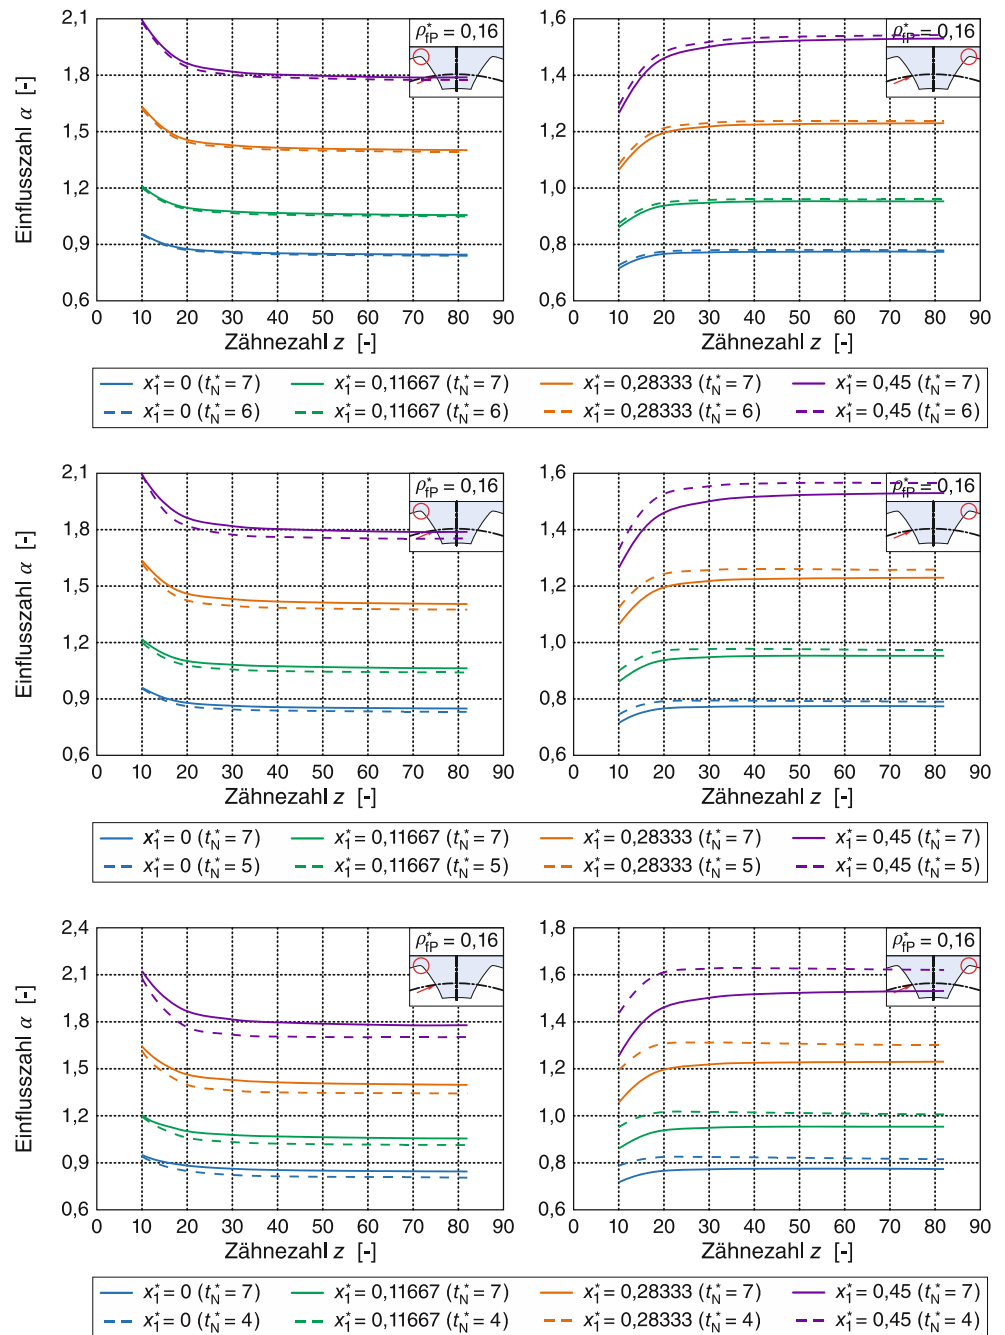 2,1
1,8
1,5
1,2
0,9
0,6
Einflusszahl α [-]
0 10 20 30 40 50 60 70 80 90
Zähnezahl z [-]
ρ*fP = 0,16
1,6
1,4
1,2
1,0
0,8
0,6
0 10 20 30 40 50 60 70 80 90
Zähnezahl z [-]
ρ*fP = 0,16
x*1 = 0 (t*N = 7) x*1 = 0,11667 (t*N = 7) x*1 = 0,28333 (t*N = 7) x*1 = 0,45 (t*N = 7)
x*1 = 0 (t*N = 6) x*1 = 0,11667 (t*N = 6) x*1 = 0,28333 (t*N = 6) x*1 = 0,45 (t*N = 6)
2,1
1,8
1,5
1,2
0,9
0,6
Einflusszahl α [-]
0 10 20 30 40 50 60 70 80 90
Zähnezahl z [-]
ρ*fP = 0,16
1,6
1,4
1,2
1,0
0,8
0,6
0 10 20 30 40 50 60 70 80 90
Zähnezahl z [-]
ρ*fP = 0,16
x*1 = 0 (t*N = 7) x*1 = 0,11667 (t*N = 7) x*1 = 0,28333 (t*N = 7) x*1 = 0,45 (t*N = 7)
x*1 = 0 (t*N = 5) x*1 = 0,11667 (t*N = 5) x*1 = 0,28333 (t*N = 5) x*1 = 0,45 (t*N = 5)
2,4
2,1
1,8
1,5
1,2
0,9
0,6
Einflusszahl α [-]
0 10 20 30 40 50 60 70 80 90
Zähnezahl z [-]
ρ*fP = 0,16
1,8
1,6
1,4
1,2
1,0
0,8
0,6
0 10 20 30 40 50 60 70 80 90
Zähnezahl z [-]
ρ*fP = 0,16
x*1 = 0 (t*N = 7) x*1 = 0,11667 (t*N = 7) x*1 = 0,28333 (t*N = 7) x*1 = 0,45 (t*N = 7)
x*1 = 0 (t*N = 4) x*1 = 0,11667 (t*N = 4) x*1 = 0,28333 (t*N = 4) x*1 = 0,45 (t*N = 4)